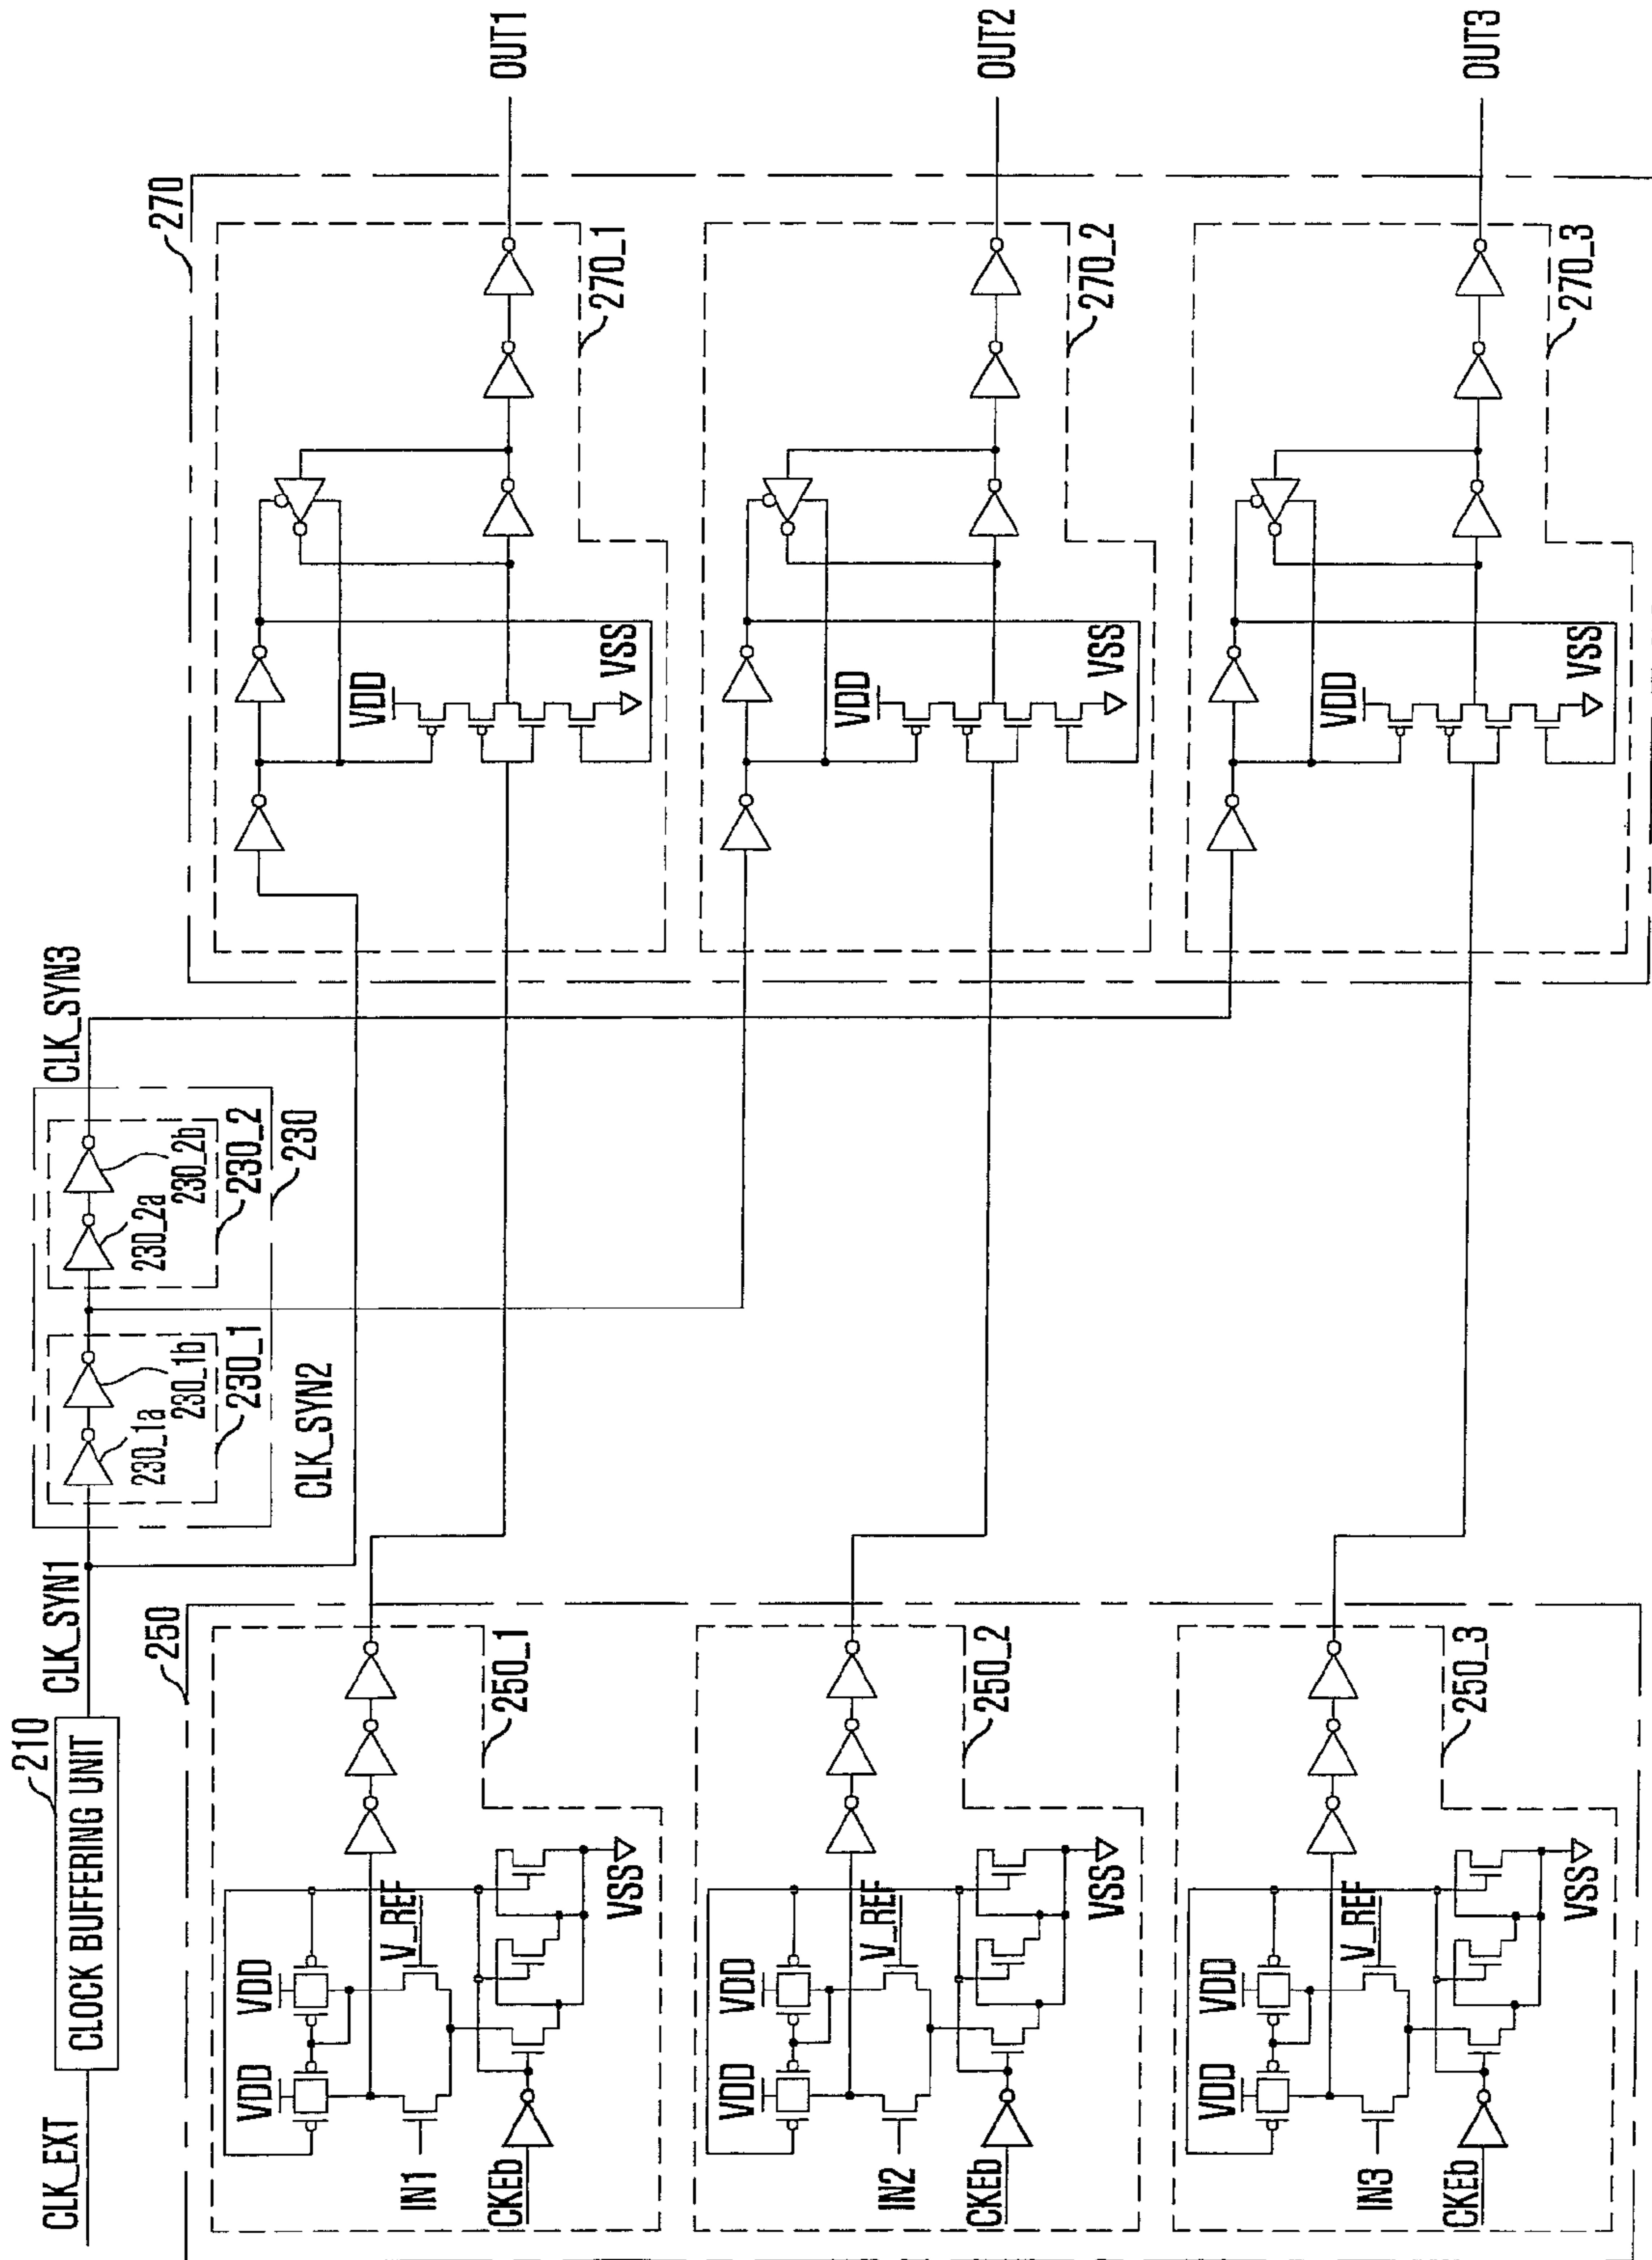 CLK_EXT
210
CLOCK BUFFERING UNIT
CLK_SYN1
230_1a
230_1b
230_1
230_2a
230_2b
230_2
230
CLK_SYN2
CLK_SYN3
250
VDD
VDD
IN1
V_REF
CKEb
VSS
250_1
VDD
VDD
IN2
V_REF
CKEb
VSS
250_2
VDD
VDD
IN3
V_REF
CKEb
VSS
250_3
270
VDD
VSS
270_1
OUT1
VDD
VSS
270_2
OUT2
VDD
VSS
270_3
OUT3